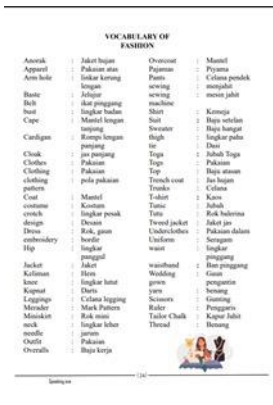 VOCABULARY OF
FASHION
Anorak : Jaket hujan
Apparel : Pakaian atas
Arm hole : linkar kerung
lengan
Baste : Jelujur
Belt : ikat pinggang
bust : lingkar badan
Cape : Mantel lengan
tanjung
Cardigan : Rompi lengan
panjang
Cloak : jas panjang
Clothes : Pakaian
Clothing : Pakaian
clothing : pola pakaian
pattern
Coat : Mantel
costume : Kostum
crotch : lingkar pesak
design : Desain
Dress : Rok, gaun
embroidery : bordir
Hip : lingkar
panggul
Jacket : Jaket
Keliman : Hem
knee : lingkar lutut
Kupnat : Darts
Leggings : Celana legging
Merader : Mark Pattern
Miniskirt : Rok mini
neck : lingkar leher
needle : jarum
Outfit : Pakaian
Overalls : Baju kerja
Overcoat : Mantel
Pajamas : Piyama
Pants : Celana pendek
sewing : menjahit
sewing : mesin jahit
machine
Shirt : Kemeja
Suit : Baju setelan
Sweater : Baju hangat
thigh : lingkar paha
tie : Dasi
Toga : Jubah Toga
Togs : Pakaian
Top : Baju atasan
Trench coat : Jas hujan
Trunks : Celana
T-shirt : Kaos
Tunic : Jubah
Tutu : Rok balerina
Tweed jacket : Jaket jas
Underclothes : Pakaian dalam
Uniform : Seragam
waist : lingkar
pinggang
waistband : Ban pinggang
Wedding : Gaun
gown pengantin
yarn : benang
Scissors : Gunting
Ruler : Penggaris
Tailor Chalk : Kapur Jahit
Thread : Benang
24